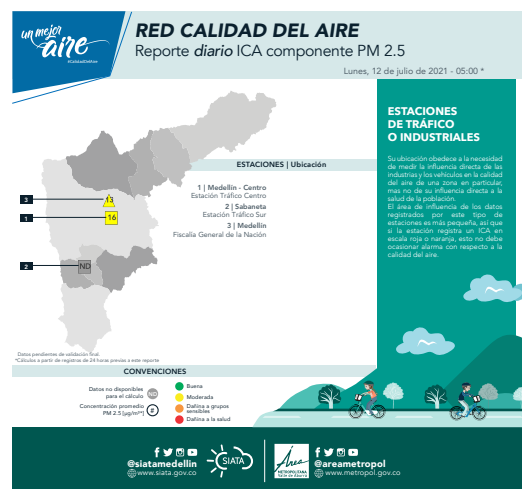 un mejor
aire
#CalidadDelAire
RED CALIDAD DEL AIRE
Reporte diario ICA componente PM 2.5
Lunes, 12 de julio de 2021 - 05:00 *
ESTACIONES | Ubicación
1 | Medellín - Centro
Estación Tráfico Centro
2 | Sabaneta
Estación Tráfico Sur
3 | Medellín
Fiscalía General de la Nación
3
13
1
16
2
ND
Datos pendientes de validación final.
*Cálculos a partir de registros de 24 horas previas a este reporte
ESTACIONES
DE TRÁFICO
O INDUSTRIALES
Su ubicación obedece a la necesidad
de medir la influencia directa de las
industrias y los vehículos en la calidad
del aire de una zona en particular,
mas no de su influencia directa a la
salud de la población.
El área de influencia de los datos
registrados por este tipo de
estaciones es más pequeña, así que
si la estación registra un ICA en
escala roja o naranja, esto no debe
ocasionar alarma con respecto a la
calidad del aire.
CONVENCIONES
Datos no disponibles
para el cálculo
ND
Concentración promedio
PM 2.5 [µg/m³*]
#
Buena
Moderada
Dañina a grupos
sensibles
Dañina a la salud
@siatamedellin
www.siata.gov.co
SIATA
Área
METROPOLITANA
Valle de Aburrá
@areametropol
www.metropol.gov.co